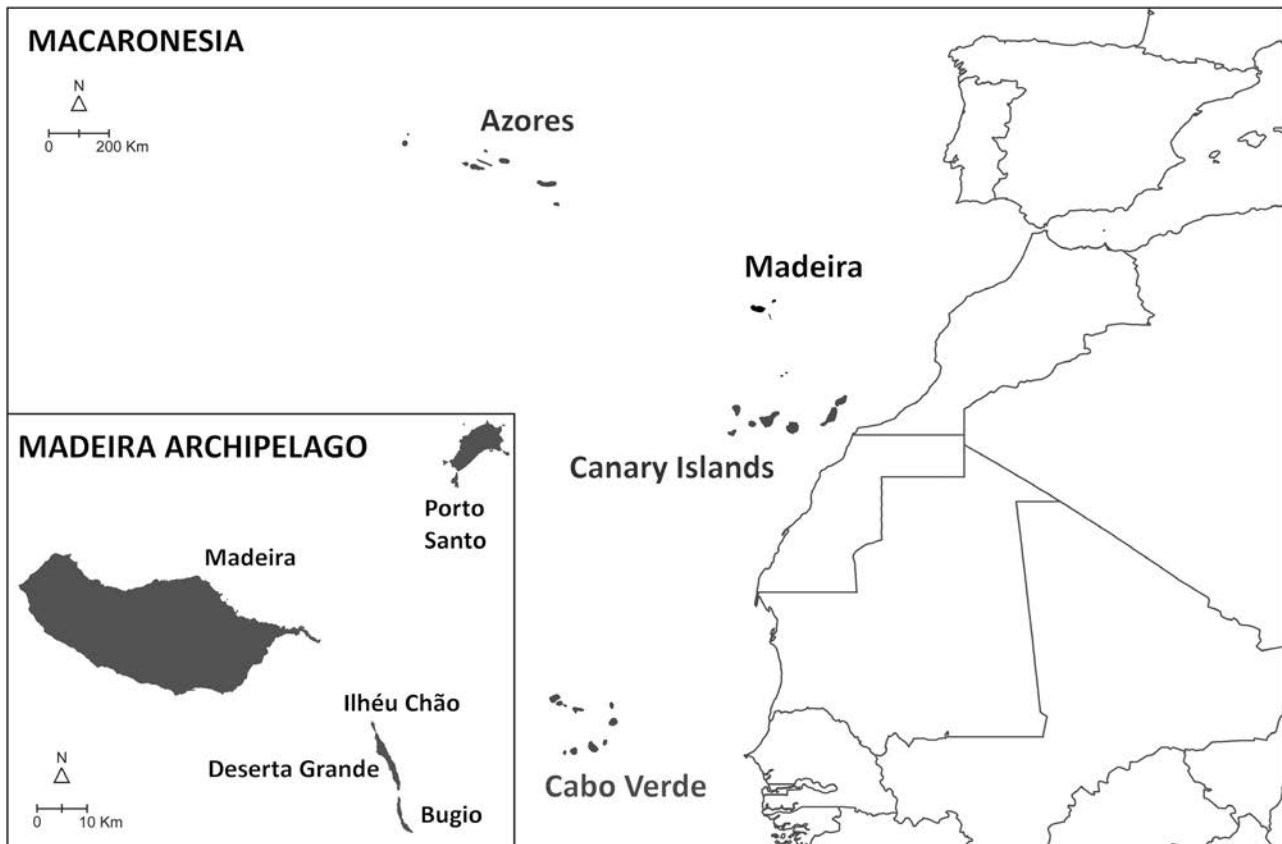 MACARONESIA
N
0 200 Km
Azores
Madeira
Canary Islands
Cabo Verde
MADEIRA ARCHIPELAGO
Porto
Santo
Madeira
Ilhéu Chão
Deserta Grande
Bugio
N
0 10 Km